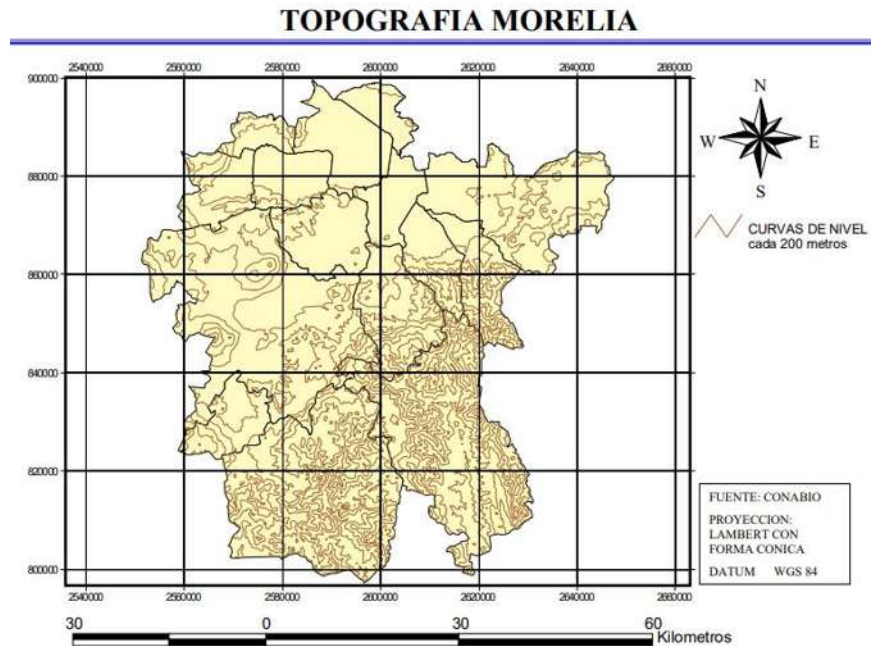 TOPOGRAFIA MORELIA
2540000 2560000 2580000 2600000 2620000 2640000 2660000
900000
880000
860000
840000
820000
800000
2540000 2560000 2580000 2600000 2620000 2640000 2660000
N
W E
S
CURVAS DE NIVEL
cada 200 metros
FUENTE: CONABIO
PROYECCION:
LAMBERT CON
FORMA CONICA
DATUM WGS 84
30 0 30 60
Kilometros